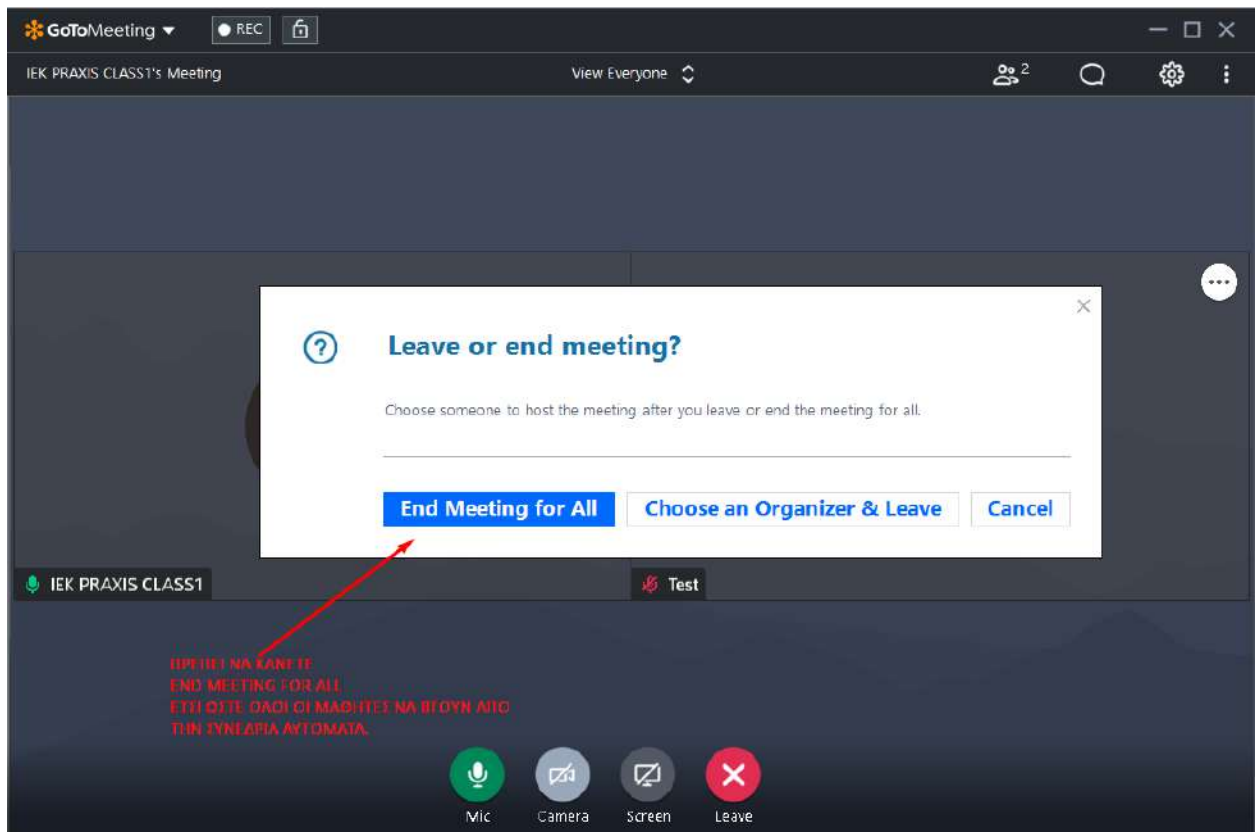 GoToMeeting
REC
IEK PRAXIS CLASS1's Meeting
View Everyone
2
Leave or end meeting?
Choose someone to host the meeting after you leave or end the meeting for all.
End Meeting for All
Choose an Organizer & Leave
Cancel
IEK PRAXIS CLASS1
Test
ΠΡΕΠΕΙ ΝΑ ΚΑΝΕΤΕ
END MEETING FOR ALL
ΕΤΣΙ ΩΣΤΕ ΟΛΟΙ ΟΙ ΜΑΘΗΤΕΣ ΝΑ ΒΓΟΥΝ ΑΠΟ
ΤΗΝ ΣΥΝΕΔΡΙΑ ΑΥΤΟΜΑΤΑ.
Mic
Camera
Screen
Leave